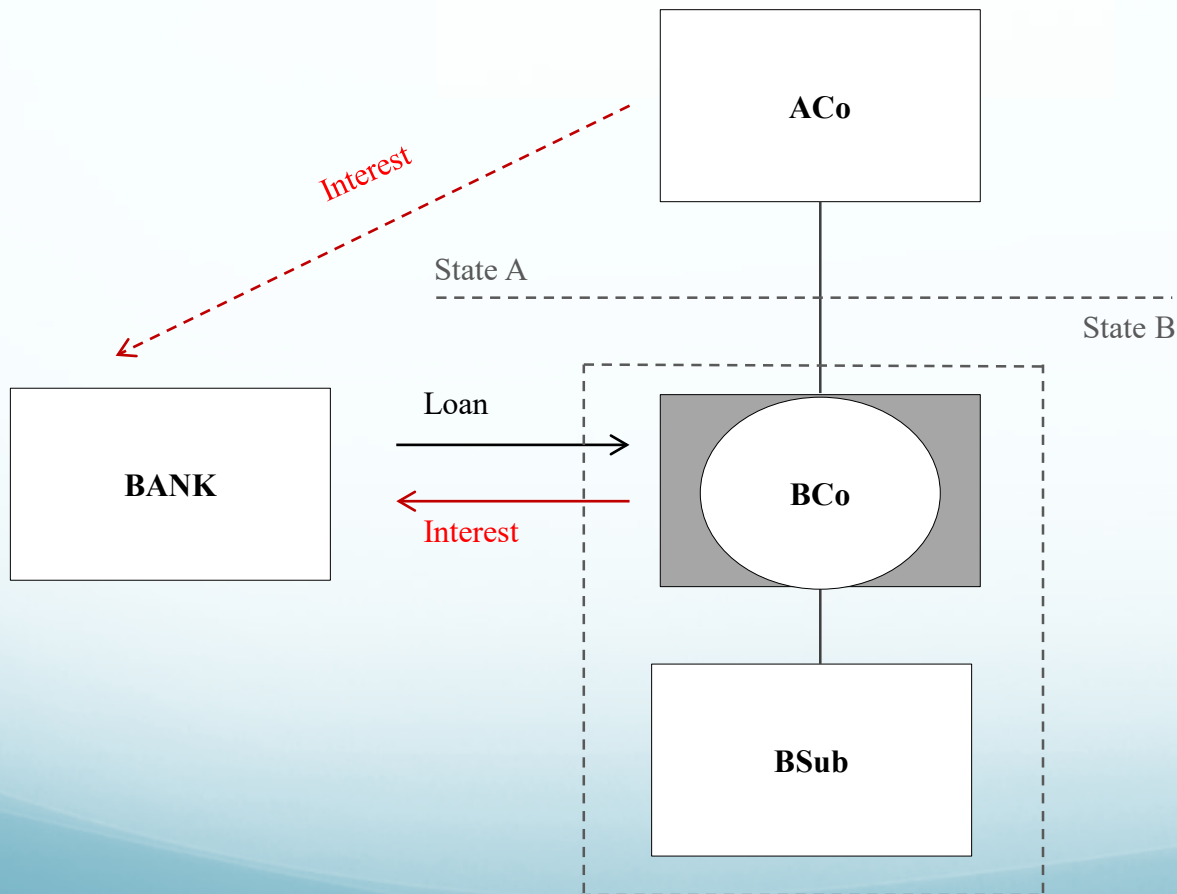 ACo
Interest
State A
State B
Loan
BANK
BCo
Interest
BSub